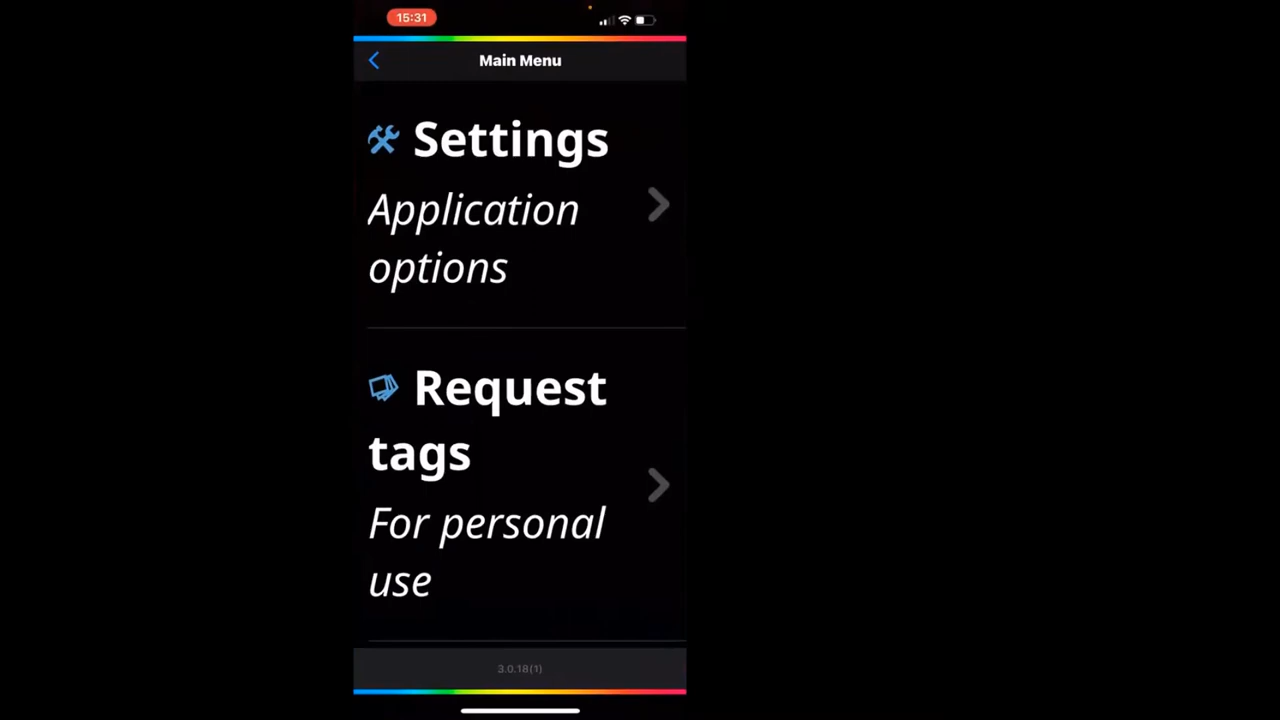 15:31
Main Menu
Settings
Application
options
Request
tags
For personal
use
3.0.18(1)